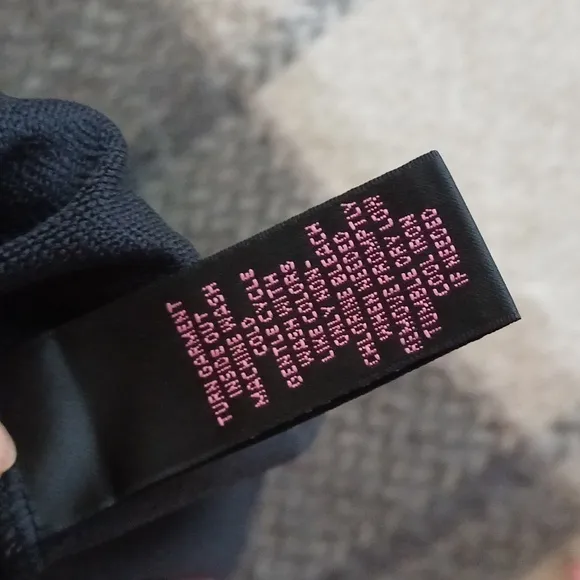 TURN GARMENT
INSIDE OUT
MACHINE WASH
COLD
GENTLE CYCLE
WASH WITH
LIKE COLORS
ONLY NON-
CHLORINE BLEACH
WHEN NEEDED
REMOVE PROMPTLY
TUMBLE DRY LOW
COOL IRON
IF NEEDED